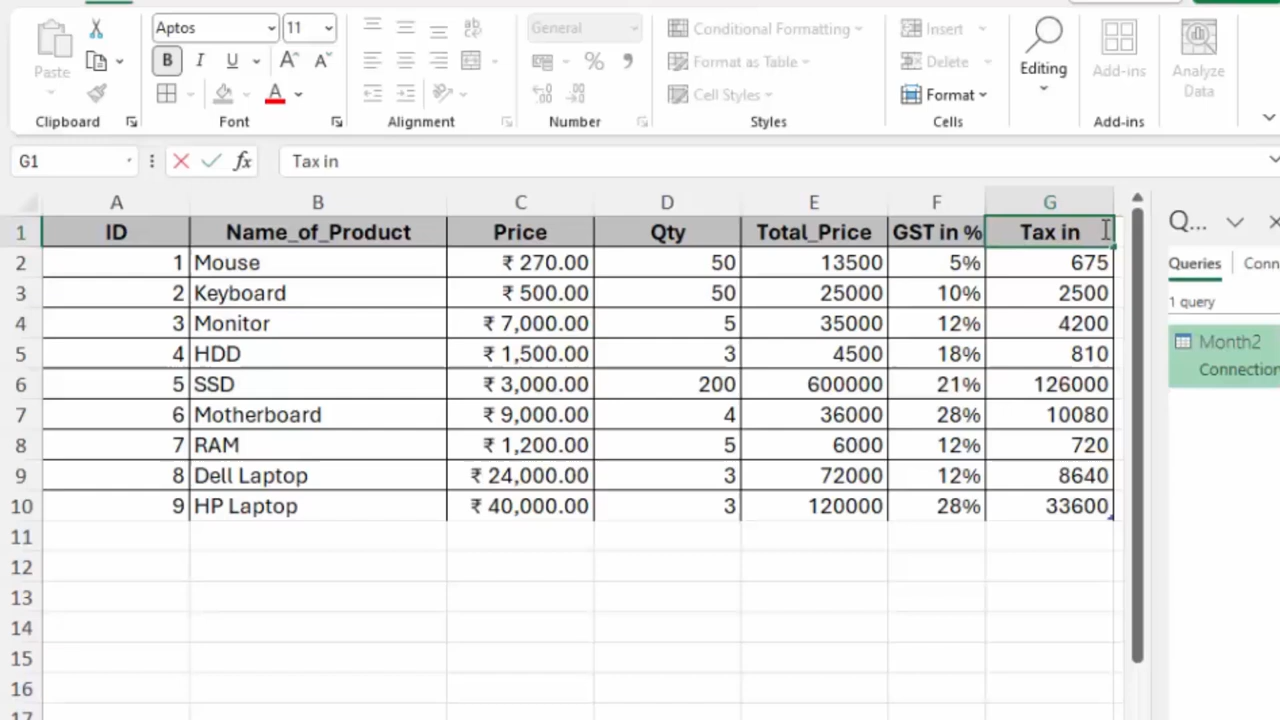 Aptos 11 General Conditional Formatting Insert
Paste B I U Format as Table Delete Editing Add-ins Analyze
Data
Cell Styles Format
Clipboard Font Alignment Number Styles Cells Add-ins
G1 fx Tax in
A B C D E F G
1 ID Name_of_Product Price Qty Total_Price GST in % Tax in
2 1 Mouse ₹ 270.00 50 13500 5% 675
3 2 Keyboard ₹ 500.00 50 25000 10% 2500
4 3 Monitor ₹ 7,000.00 5 35000 12% 4200
5 4 HDD ₹ 1,500.00 3 4500 18% 810
6 5 SSD ₹ 3,000.00 200 600000 21% 126000
7 6 Motherboard ₹ 9,000.00 4 36000 28% 10080
8 7 RAM ₹ 1,200.00 5 6000 12% 720
9 8 Dell Laptop ₹ 24,000.00 3 72000 12% 8640
10 9 HP Laptop ₹ 40,000.00 3 120000 28% 33600
11
12
13
14
15
16
17
Q...
Queries Conn
1 query
Month2
Connection